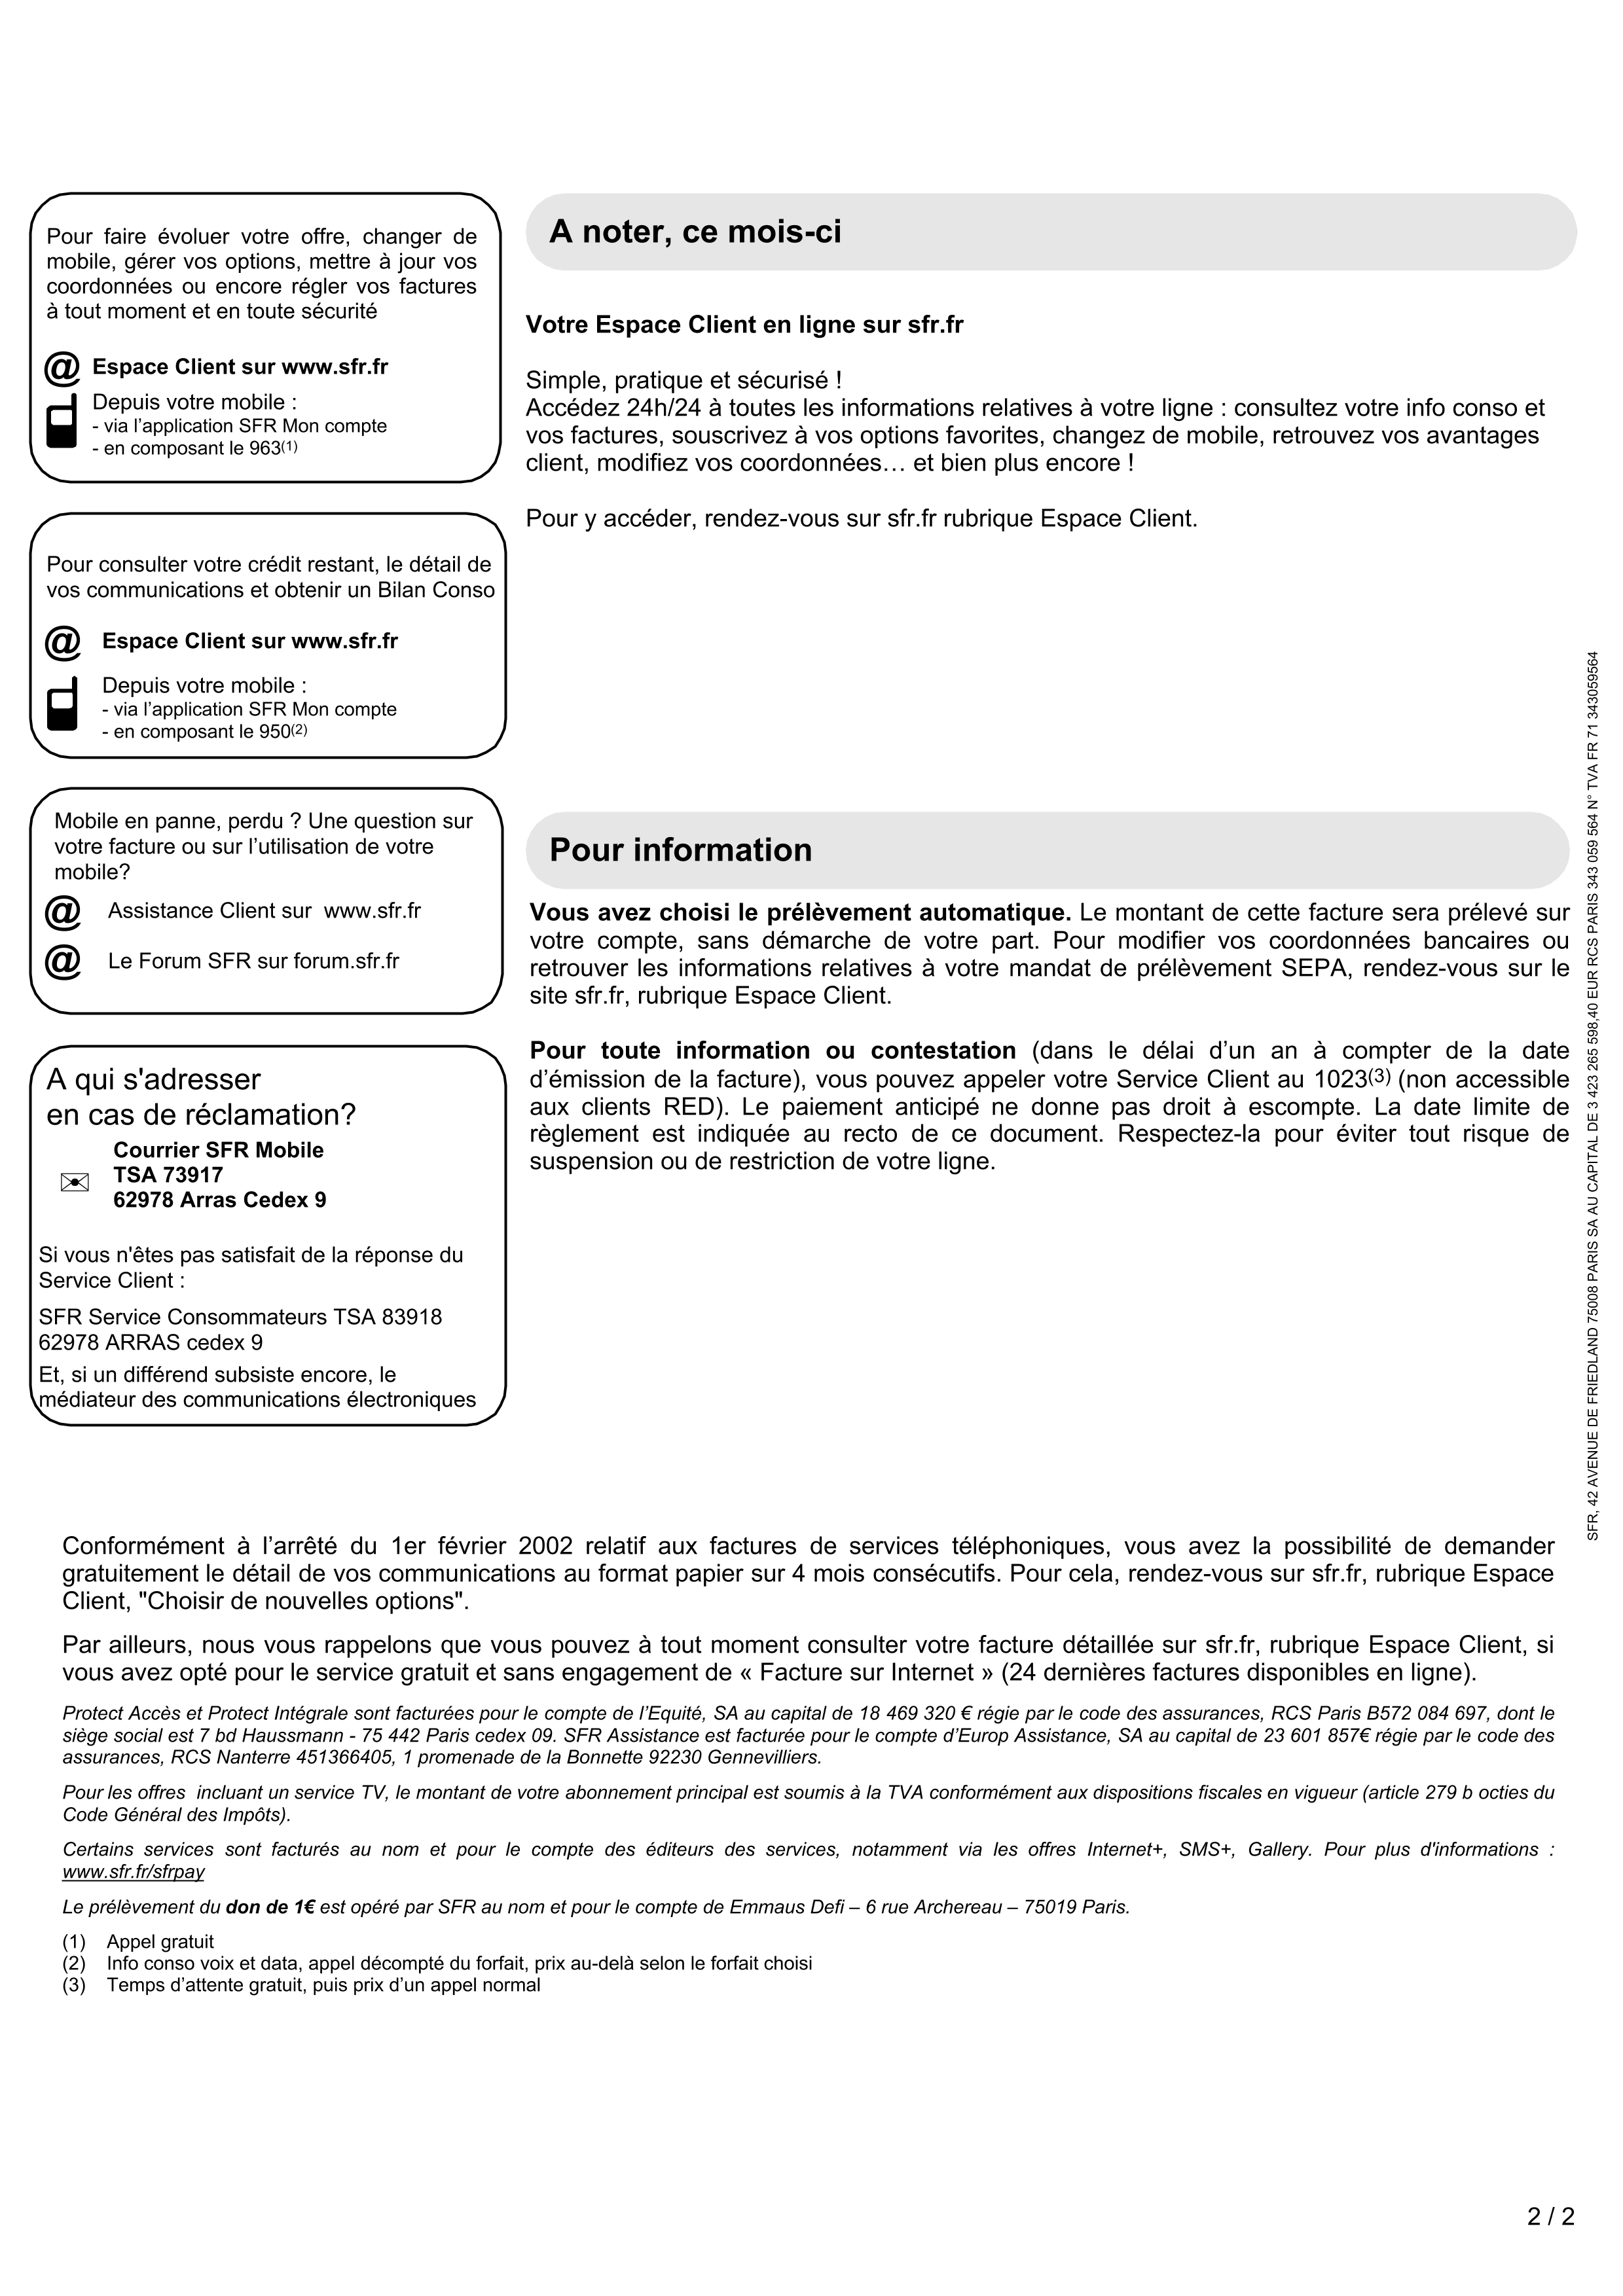 Pour faire évoluer votre offre, changer de
mobile, gérer vos options, mettre à jour vos
coordonnées ou encore régler vos factures
à tout moment et en toute sécurité
@ Espace Client sur www.sfr.fr
Depuis votre mobile :
- via l’application SFR Mon compte
- en composant le 963(1)
Pour consulter votre crédit restant, le détail de
vos communications et obtenir un Bilan Conso
@ Espace Client sur www.sfr.fr
Depuis votre mobile :
- via l’application SFR Mon compte
- en composant le 950(2)
Mobile en panne, perdu ? Une question sur
votre facture ou sur l’utilisation de votre
mobile?
@ Assistance Client sur www.sfr.fr
@ Le Forum SFR sur forum.sfr.fr
A qui s'adresser
en cas de réclamation?
Courrier SFR Mobile
TSA 73917
62978 Arras Cedex 9
Si vous n'êtes pas satisfait de la réponse du
Service Client :
SFR Service Consommateurs TSA 83918
62978 ARRAS cedex 9
Et, si un différend subsiste encore, le
médiateur des communications électroniques
A noter, ce mois-ci
Votre Espace Client en ligne sur sfr.fr
Simple, pratique et sécurisé !
Accédez 24h/24 à toutes les informations relatives à votre ligne : consultez votre info conso et
vos factures, souscrivez à vos options favorites, changez de mobile, retrouvez vos avantages
client, modifiez vos coordonnées… et bien plus encore !
Pour y accéder, rendez-vous sur sfr.fr rubrique Espace Client.
Pour information
Vous avez choisi le prélèvement automatique. Le montant de cette facture sera prélevé sur
votre compte, sans démarche de votre part. Pour modifier vos coordonnées bancaires ou
retrouver les informations relatives à votre mandat de prélèvement SEPA, rendez-vous sur le
site sfr.fr, rubrique Espace Client.
Pour toute information ou contestation (dans le délai d’un an à compter de la date
d’émission de la facture), vous pouvez appeler votre Service Client au 1023(3) (non accessible
aux clients RED). Le paiement anticipé ne donne pas droit à escompte. La date limite de
règlement est indiquée au recto de ce document. Respectez-la pour éviter tout risque de
suspension ou de restriction de votre ligne.
SFR, 42 AVENUE DE FRIEDLAND 75008 PARIS SA AU CAPITAL DE 3 423 265 598,40 EUR RCS PARIS 343 059 564 N° TVA FR 71 343059564
Conformément à l’arrêté du 1er février 2002 relatif aux factures de services téléphoniques, vous avez la possibilité de demander
gratuitement le détail de vos communications au format papier sur 4 mois consécutifs. Pour cela, rendez-vous sur sfr.fr, rubrique Espace
Client, "Choisir de nouvelles options".
Par ailleurs, nous vous rappelons que vous pouvez à tout moment consulter votre facture détaillée sur sfr.fr, rubrique Espace Client, si
vous avez opté pour le service gratuit et sans engagement de « Facture sur Internet » (24 dernières factures disponibles en ligne).
Protect Accès et Protect Intégrale sont facturées pour le compte de l’Equité, SA au capital de 18 469 320 € régie par le code des assurances, RCS Paris B572 084 697, dont le
siège social est 7 bd Haussmann - 75 442 Paris cedex 09. SFR Assistance est facturée pour le compte d’Europ Assistance, SA au capital de 23 601 857€ régie par le code des
assurances, RCS Nanterre 451366405, 1 promenade de la Bonnette 92230 Gennevilliers.
Pour les offres incluant un service TV, le montant de votre abonnement principal est soumis à la TVA conformément aux dispositions fiscales en vigueur (article 279 b octies du
Code Général des Impôts).
Certains services sont facturés au nom et pour le compte des éditeurs des services, notamment via les offres Internet+, SMS+, Gallery. Pour plus d'informations :
www.sfr.fr/sfrpay
Le prélèvement du don de 1€ est opéré par SFR au nom et pour le compte de Emmaus Defi – 6 rue Archereau – 75019 Paris.
(1) Appel gratuit
(2) Info conso voix et data, appel décompté du forfait, prix au-delà selon le forfait choisi
(3) Temps d’attente gratuit, puis prix d’un appel normal
2 / 2